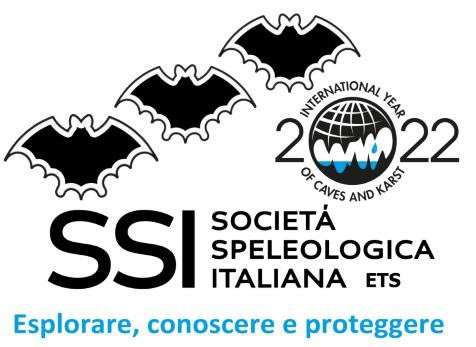 INTERNATIONAL YEAR
2022
OF CAVES AND KARST
SSI
SOCIETÁ
SPELEOLOGICA
ITALIANA ETS
Esplorare, conoscere e proteggere